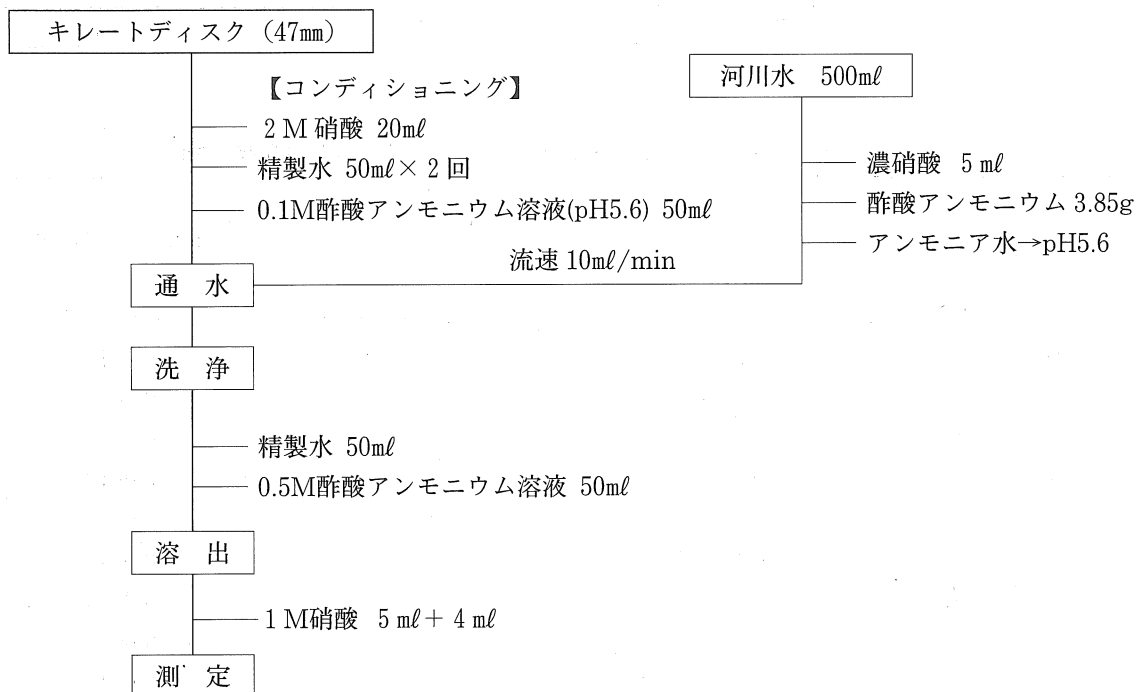 キレートディスク（47mm）
【コンディショニング】
2 M 硝酸 20mℓ
精製水 50mℓ× 2 回
0.1M酢酸アンモニウム溶液(pH5.6) 50mℓ
河川水 500mℓ
濃硝酸 5 mℓ
酢酸アンモニウム 3.85g
アンモニア水→pH5.6
流速 10mℓ/min
通 水
洗 浄
精製水 50mℓ
0.5M酢酸アンモニウム溶液 50mℓ
溶 出
1 M硝酸 5 mℓ＋ 4 mℓ
測 定